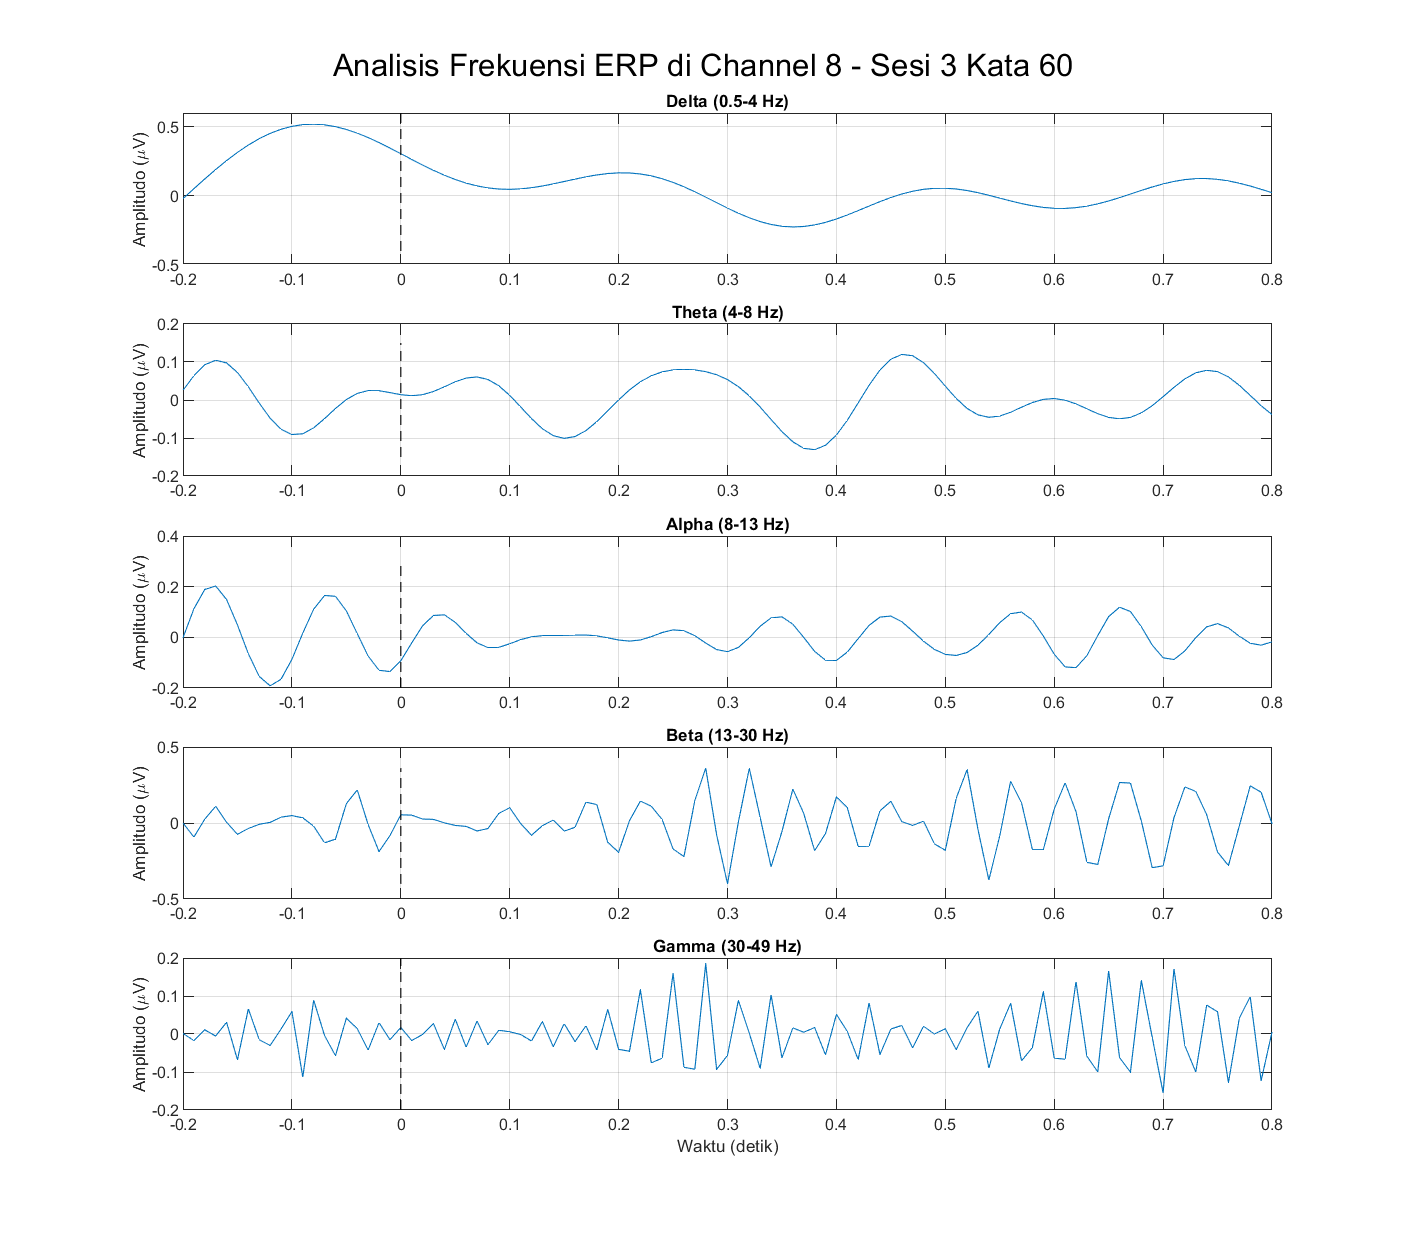 Analisis Frekuensi ERP di Channel 8 - Sesi 3 Kata 60
Delta (0.5-4 Hz)
Amplitudo (μV)
0.5
0
-0.5
-0.2 -0.1 0 0.1 0.2 0.3 0.4 0.5 0.6 0.7 0.8
Theta (4-8 Hz)
Amplitudo (μV)
0.2
0.1
0
-0.1
-0.2
-0.2 -0.1 0 0.1 0.2 0.3 0.4 0.5 0.6 0.7 0.8
Alpha (8-13 Hz)
Amplitudo (μV)
0.4
0.2
0
-0.2
-0.2 -0.1 0 0.1 0.2 0.3 0.4 0.5 0.6 0.7 0.8
Beta (13-30 Hz)
Amplitudo (μV)
0.5
0
-0.5
-0.2 -0.1 0 0.1 0.2 0.3 0.4 0.5 0.6 0.7 0.8
Gamma (30-49 Hz)
Amplitudo (μV)
0.2
0.1
0
-0.1
-0.2
-0.2 -0.1 0 0.1 0.2 0.3 0.4 0.5 0.6 0.7 0.8
Waktu (detik)